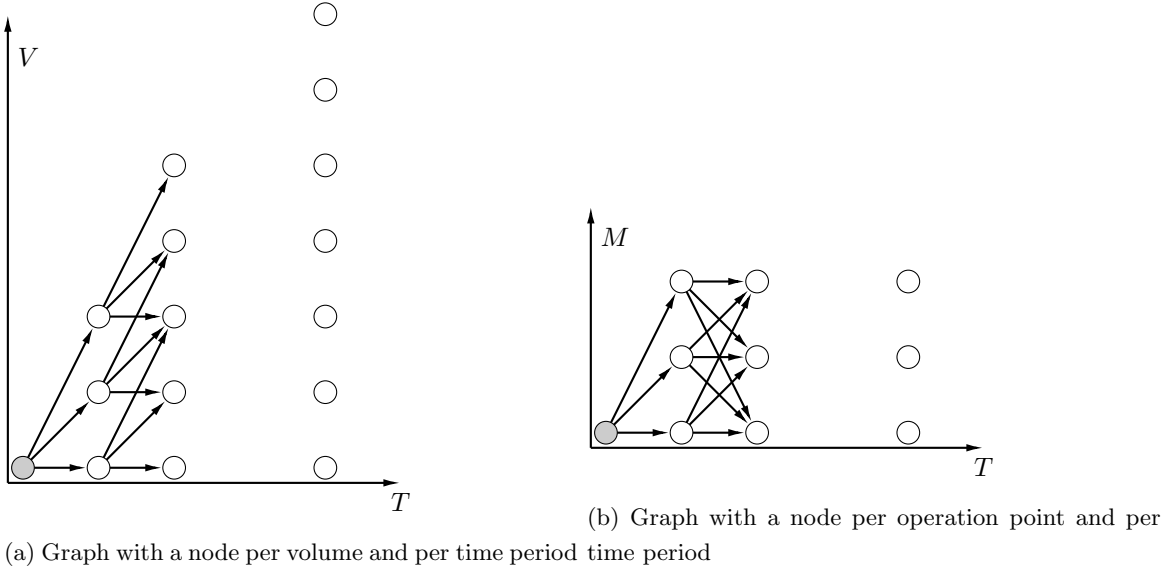 V
T
(a) Graph with a node per volume and per time period
M
T
(b) Graph with a node per operation point and per
time period